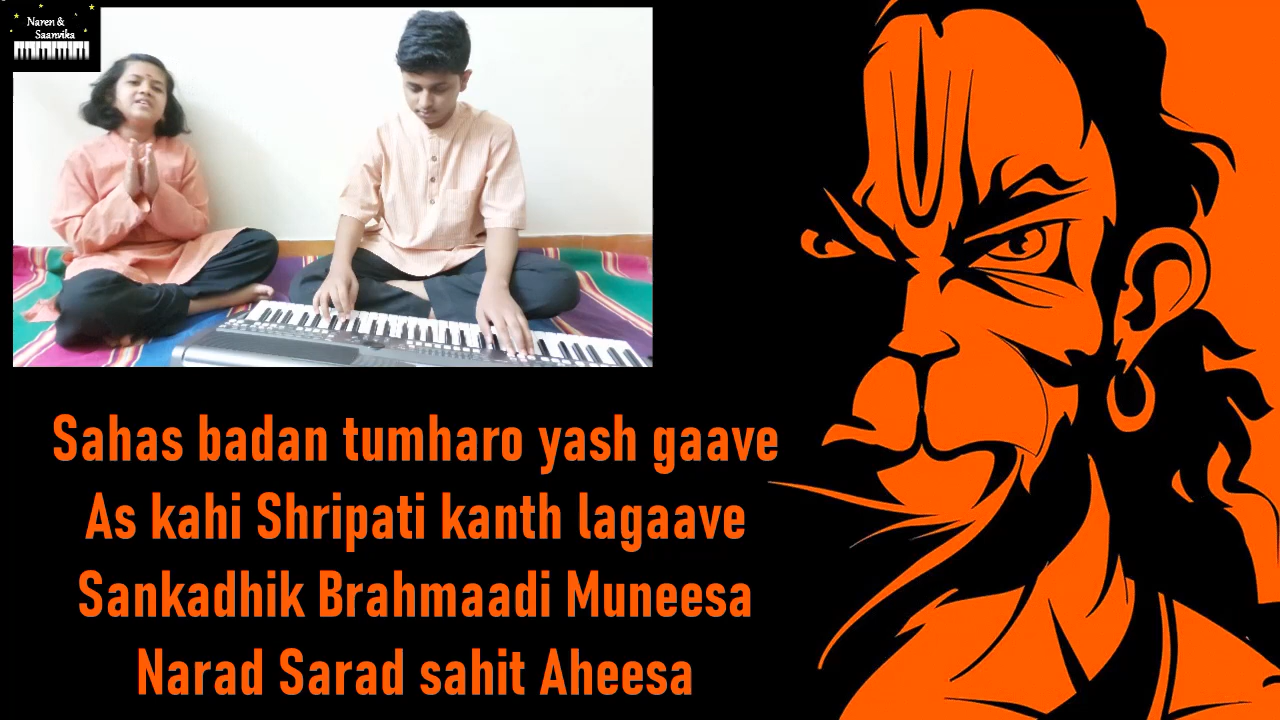 Naren &
Saanvika
Sahas badan tumharo yash gaave
As kahi Shripati kanth lagaave
Sankadhik Brahmaadi Muneesa
Narad Sarad sahit Aheesa